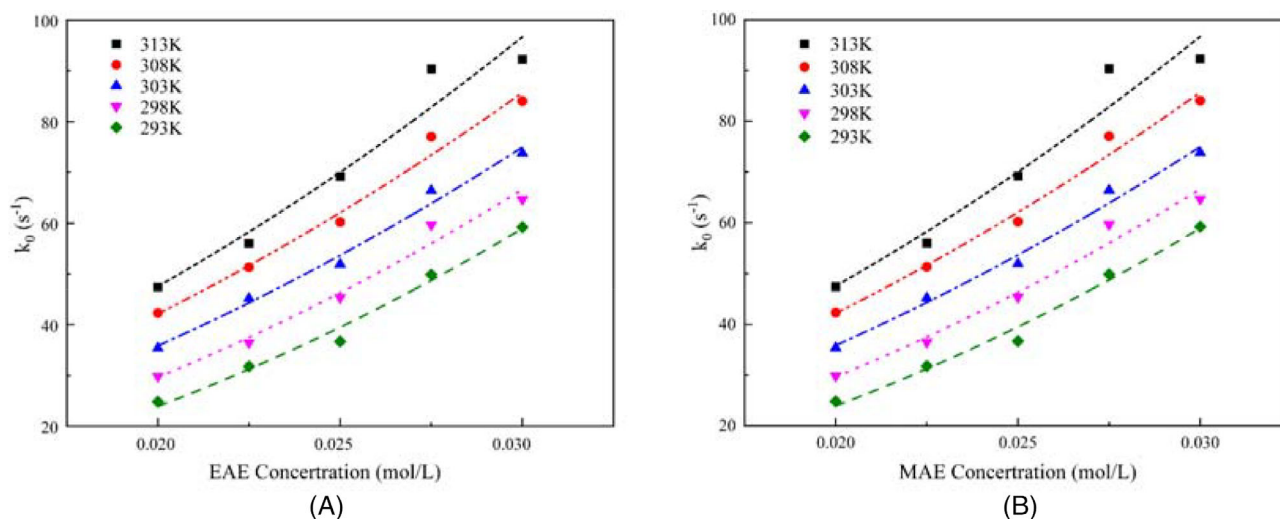 100
80
60
40
20
k₀ (s⁻¹)
313K
308K
303K
298K
293K
0.020
0.025
0.030
EAE Concertration (mol/L)
(A)
100
80
60
40
20
k₀ (s⁻¹)
313K
308K
303K
298K
293K
0.020
0.025
0.030
MAE Concertration (mol/L)
(B)